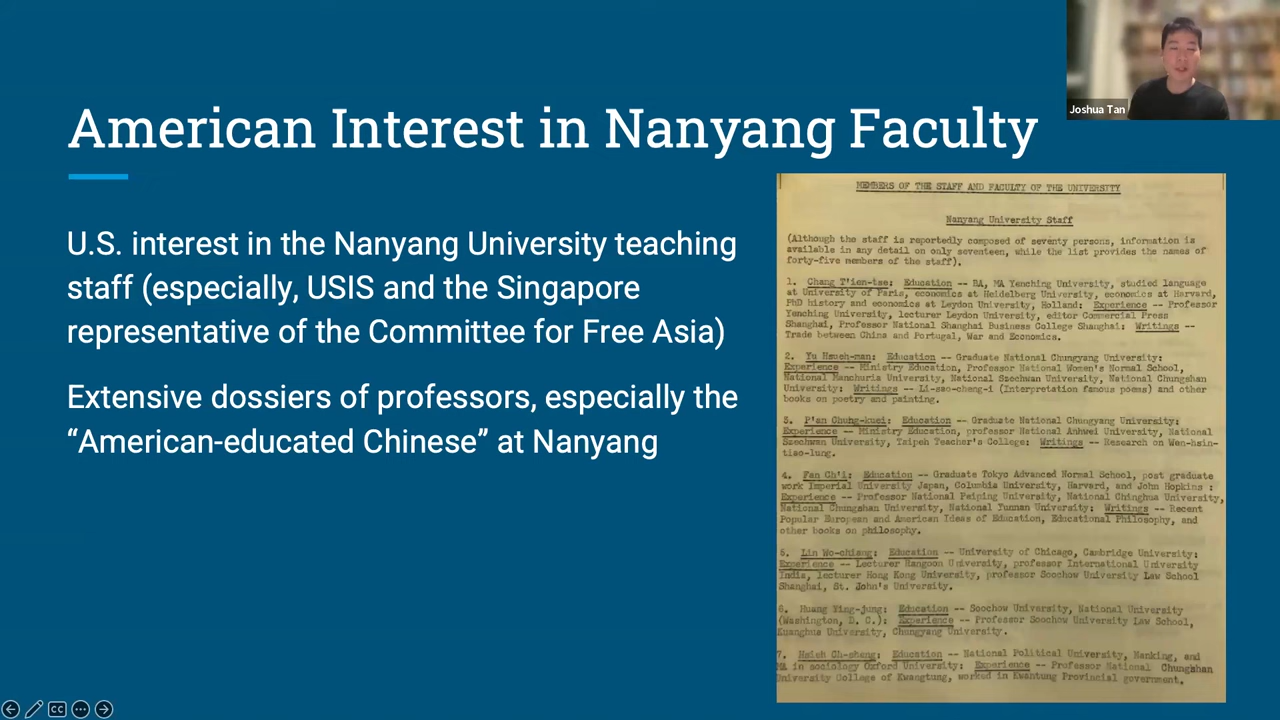 American Interest in Nanyang Faculty
Joshua Tan
U.S. interest in the Nanyang University teaching
staff (especially, USIS and the Singapore
representative of the Committee for Free Asia)
Extensive dossiers of professors, especially the
“American-educated Chinese” at Nanyang
MEMBERS OF THE STAFF AND FACULTY OF THE UNIVERSITY
Nanyang University Staff
(Although the staff is reportedly composed of seventy persons, information is
available in any detail on only seventeen, while the list provides the names of
forty-five members of the staff).
1. Chang T'ien-tse: Education -- BA, MA Yenching University, studied language
at University of Paris, economics at Heidelberg University, economics at Harvard,
PhD history and economics at Leydon University, Holland: Experience -- Professor
Yenching University, lecturer Leydon University, editor Commercial Press
Shanghai, Professor National Shanghai Business College Shanghai: Writings --
Trade between China and Portugal, War and Economics.
2. Yu Hsueh-man: Education -- Graduate National Chungyang University:
Experience -- Ministry Education, Professor National Women's Normal School,
National Manchuria University, National Szechwan University, National Chungshan
University: Writings -- Li-sao-cheng-i (Interpretation famous poems) and other
books on poetry and painting.
3. P'an Chung-kuei: Education -- Graduate National Chungyang University:
Experience -- Ministry Education, professor National Anhwei University, National
Szechwan University, Taipeh Teacher's College: Writings -- Research on Wen-hsin-
tiao-lung.
4. Fan Ch'i: Education -- Graduate Tokyo Advanced Normal School, post graduate
work Imperial University Japan, Columbia University, Harvard, and John Hopkins :
Experience -- Professor National Peiping University, National Chinghua University,
National Chungshan University, National Yunnan University: Writings -- Recent
Popular European and American Ideas of Education, Educational Philosophy, and
other books on philosophy.
5. Lin Wo-chiang: Education -- University of Chicago, Cambridge University:
Experience -- Lecturer Rangoon University, professor International University
India, lecturer Hong Kong University, professor Soochow University Law School
Shanghai, St. John's University.
6. Huang Ying-jung: Education -- Soochow University, National University
(Washington, D. C.): Experience -- Professor Soochow University Law School,
Kuanghua University, Chungyang University.
7. Hsieh Ch-sheng: Education -- National Political University, Nanking, and
MA in sociology Oxford University: Experience -- Professor National Chungshan
University College of Kwangtung, worked in Kwantung Provincial government.
CC